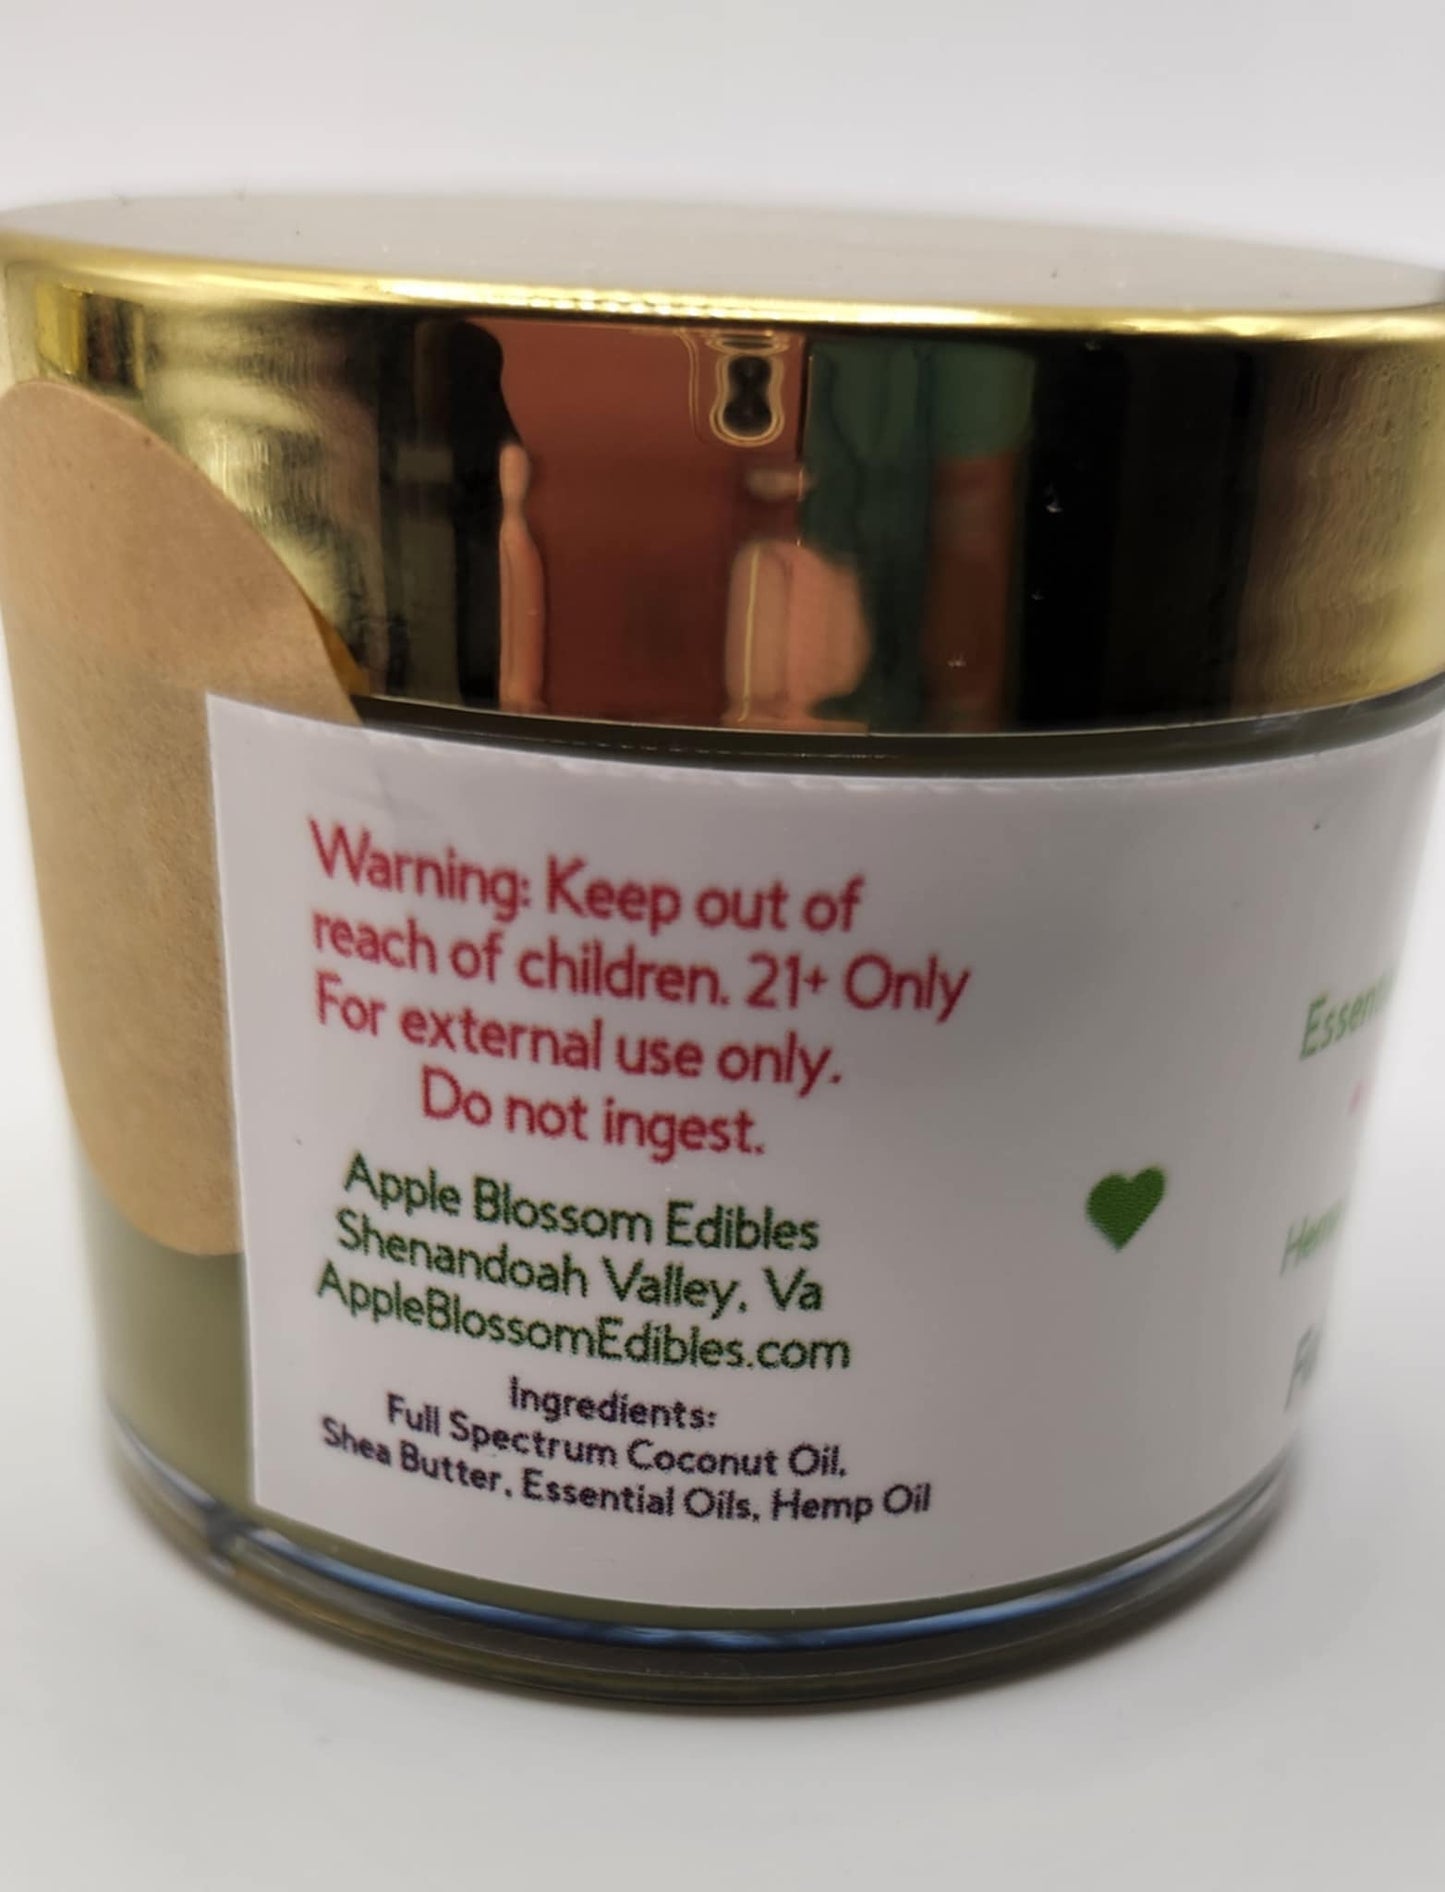 Warning: Keep out of
reach of children. 21+ Only
For external use only.
Do not ingest.
Apple Blossom Edibles
Shenandoah Valley, Va
AppleBlossomEdibles.com
Ingredients:
Full Spectrum Coconut Oil,
Shea Butter, Essential Oils, Hemp Oil